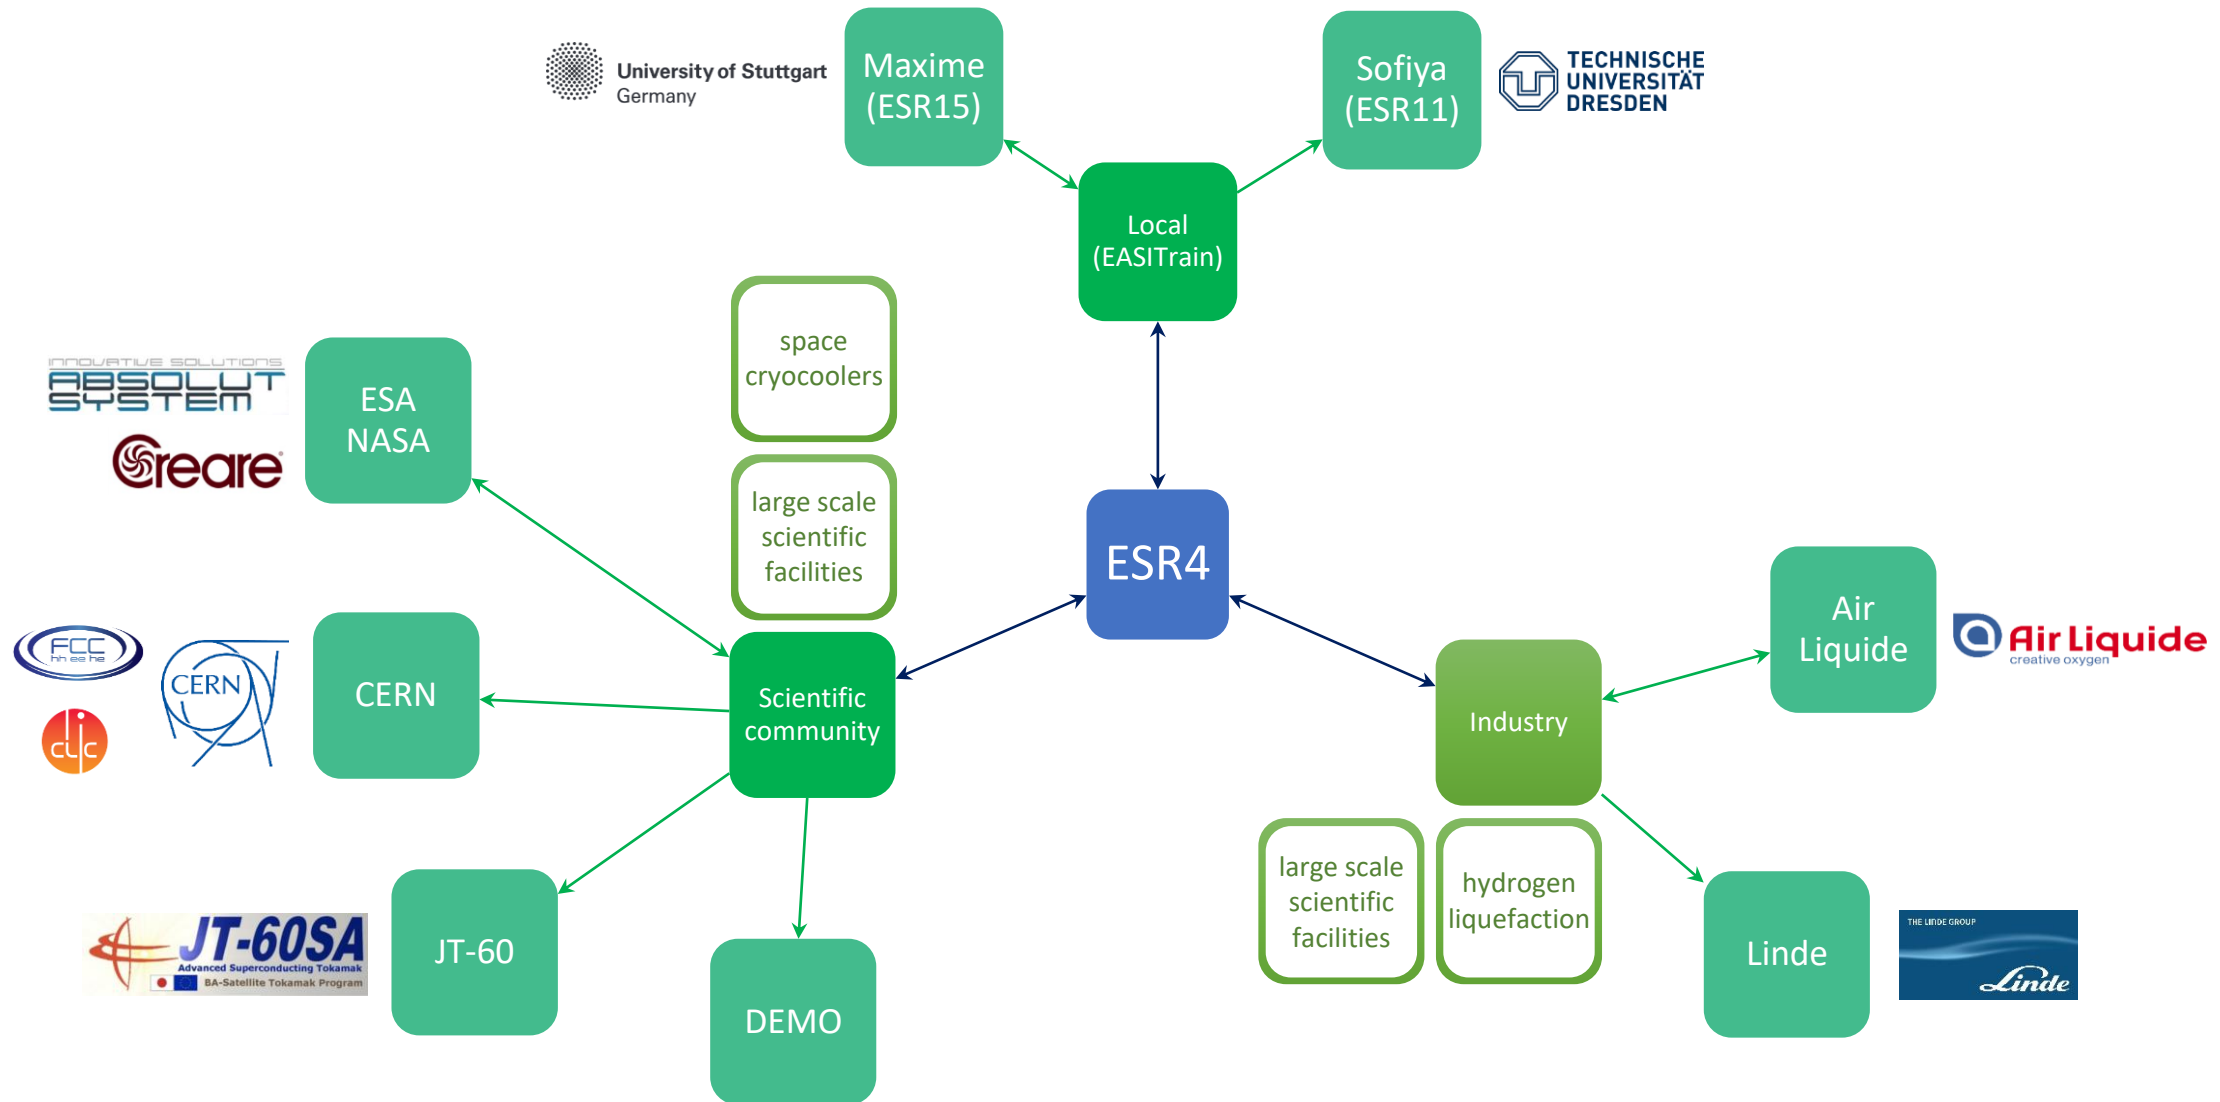 University of Stuttgart
Germany
Maxime
(ESR15)
Sofiya
(ESR11)
TECHNISCHE
UNIVERSITÄT
DRESDEN
Local
(EASITrain)
space
cryocoolers
INNOVATIVE SOLUTIONS
ABSOLUT
SYSTEM
Creare
ESA
NASA
large scale
scientific
facilities
ESR4
Air
Liquide
Air Liquide
creative oxygen
FCC
hh ee he
CERN
clic
CERN
Scientific
community
Industry
large scale
scientific
facilities
hydrogen
liquefaction
JT-60SA
Advanced Superconducting Tokamak
BA-Satellite Tokamak Program
JT-60
DEMO
Linde
THE LINDE GROUP
Linde